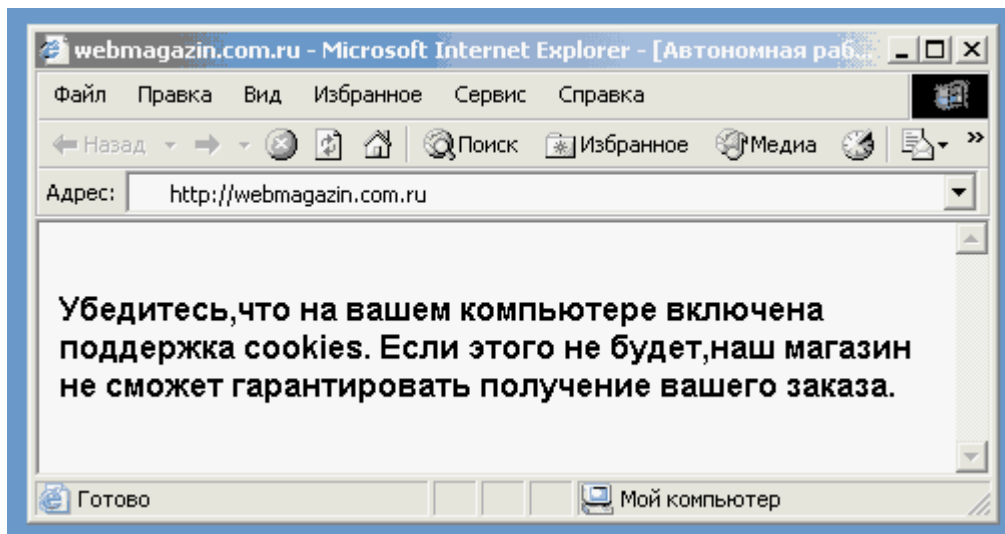 webmagazin.com.ru - Microsoft Internet Explorer - [Автономная раб...
Файл Правка Вид Избранное Сервис Справка
Назад Поиск Избранное Медиа »
Адрес: http://webmagazin.com.ru
Убедитесь,что на вашем компьютере включена
поддержка cookies. Если этого не будет,наш магазин
не сможет гарантировать получение вашего заказа.
Готово Мой компьютер